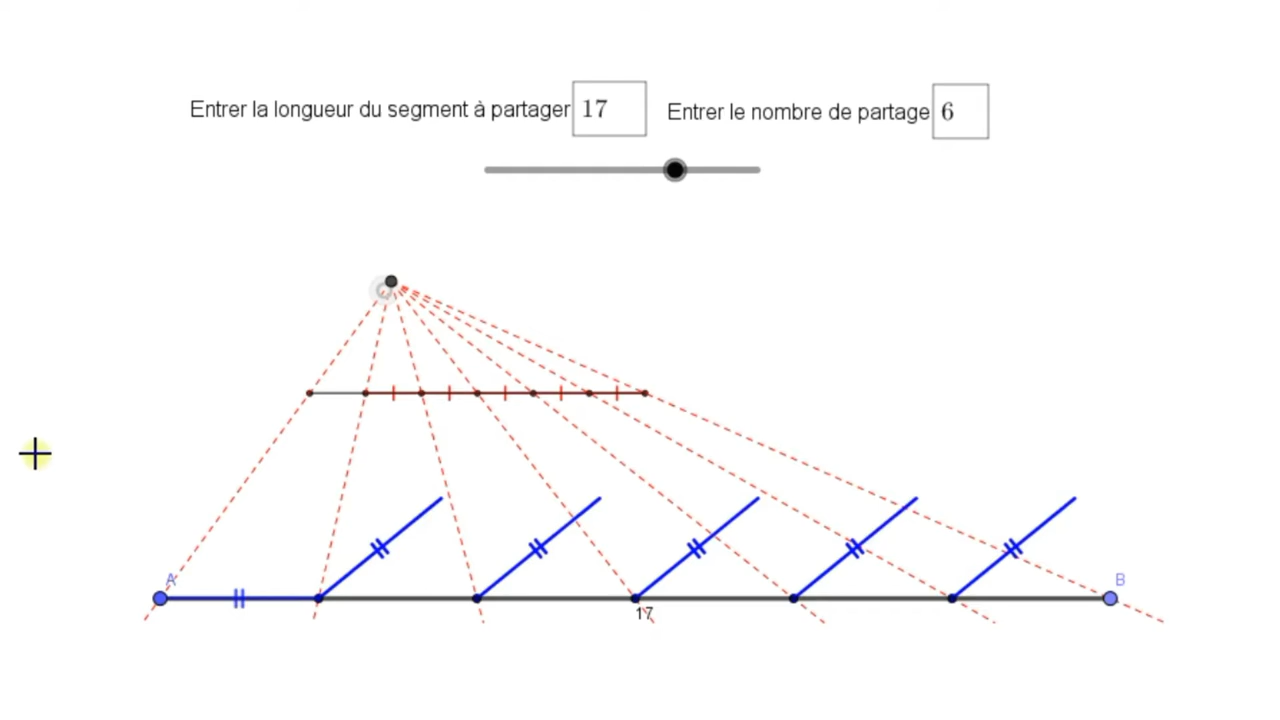 Entrer la longueur du segment à partager 17 Entrer le nombre de partage 6
A
B
17